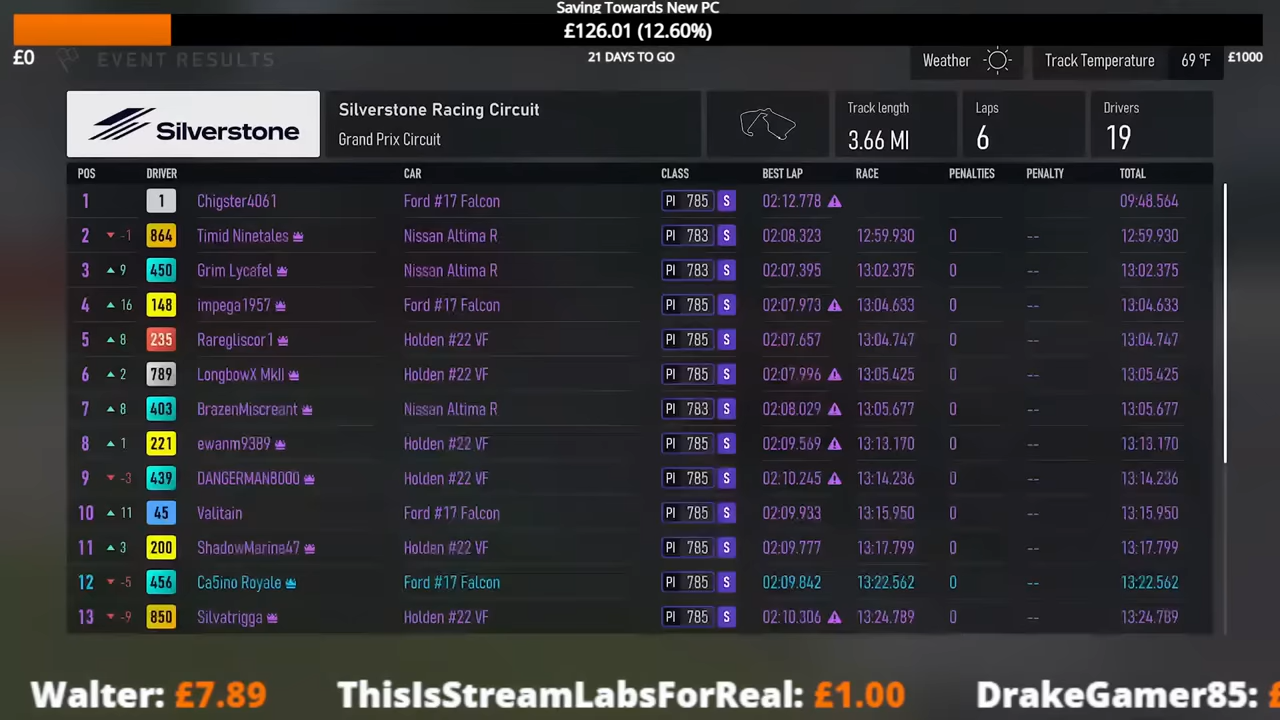 Saving Towards New PC
£126.01 (12.60%)
£0 21 DAYS TO GO £1000
EVENT RESULTS Weather Track Temperature 69 °F
Silverstone Silverstone Racing Circuit Grand Prix Circuit Track length 3.66 MI Laps 6 Drivers 19
POS DRIVER CAR CLASS BEST LAP RACE PENALTIES PENALTY TOTAL
1 1 Chigster4061 Ford #17 Falcon PI 785 S 02:12.778 09:48.564
2 -1 864 Timid Ninetales Nissan Altima R PI 783 S 02:08.323 12:59.930 0 -- 12:59.930
3 9 450 Grim Lycafel Nissan Altima R PI 783 S 02:07.395 13:02.375 0 -- 13:02.375
4 16 148 impega1957 Ford #17 Falcon PI 785 S 02:07.973 13:04.633 0 -- 13:04.633
5 8 235 Raregliscor1 Holden #22 VF PI 785 S 02:07.657 13:04.747 0 -- 13:04.747
6 2 789 LongbowX MkII Holden #22 VF PI 785 S 02:07.996 13:05.425 0 -- 13:05.425
7 8 403 BrazenMiscreant Nissan Altima R PI 783 S 02:08.029 13:05.677 0 -- 13:05.677
8 1 221 ewanm9389 Holden #22 VF PI 785 S 02:09.569 13:13.170 0 -- 13:13.170
9 -3 439 DANGERMAN8000 Holden #22 VF PI 785 S 02:10.245 13:14.236 0 -- 13:14.236
10 11 45 Valitain Ford #17 Falcon PI 785 S 02:09.933 13:15.950 0 -- 13:15.950
11 3 200 ShadowMarina47 Holden #22 VF PI 785 S 02:09.777 13:17.799 0 -- 13:17.799
12 -5 456 Ca5ino Royale Ford #17 Falcon PI 785 S 02:09.842 13:22.562 0 -- 13:22.562
13 -9 850 Silvatrigga Holden #22 VF PI 785 S 02:10.306 13:24.789 0 -- 13:24.789
Walter: £7.89 ThisIsStreamLabsForReal: £1.00 DrakeGamer85: £